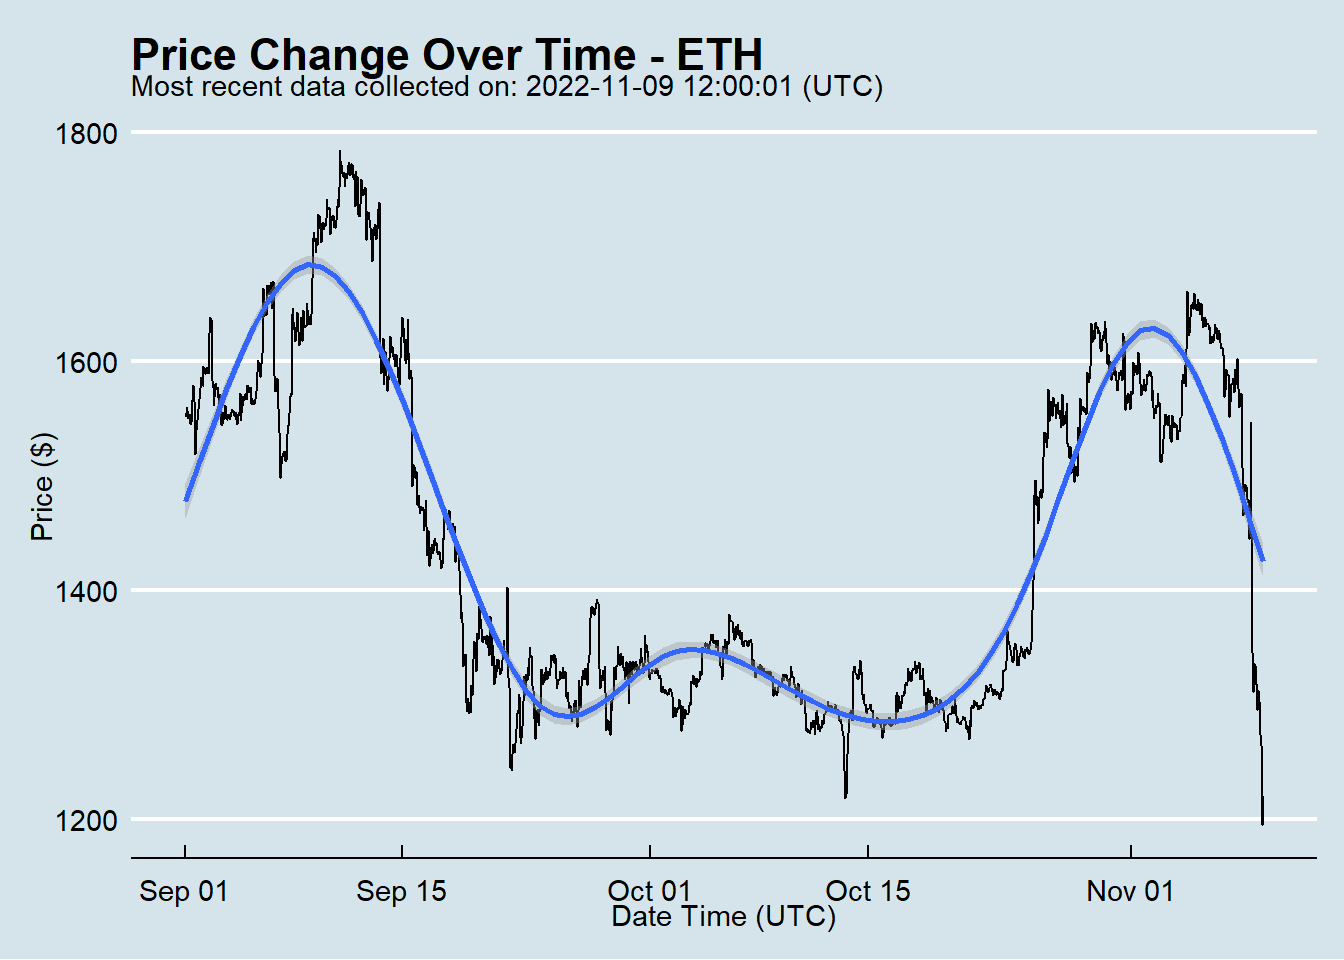 Price Change Over Time - ETH
Most recent data collected on: 2022-11-09 12:00:01 (UTC)
1800
1600
1400
1200
Price ($)
Sep 01 Sep 15 Oct 01 Oct 15 Nov 01
Date Time (UTC)